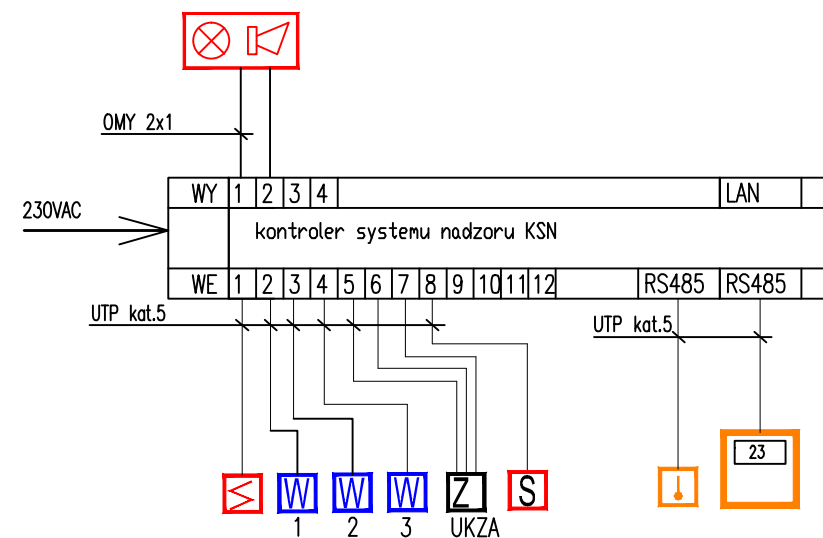 OMY 2x1
WY 1 2 3 4 LAN
230VAC
kontroler systemu nadzoru KSN
WE 1 2 3 4 5 6 7 8 9 10 11 12 RS485 RS485
UTP kat.5
UTP kat.5
23
W W W Z S
1 2 3 UKZA